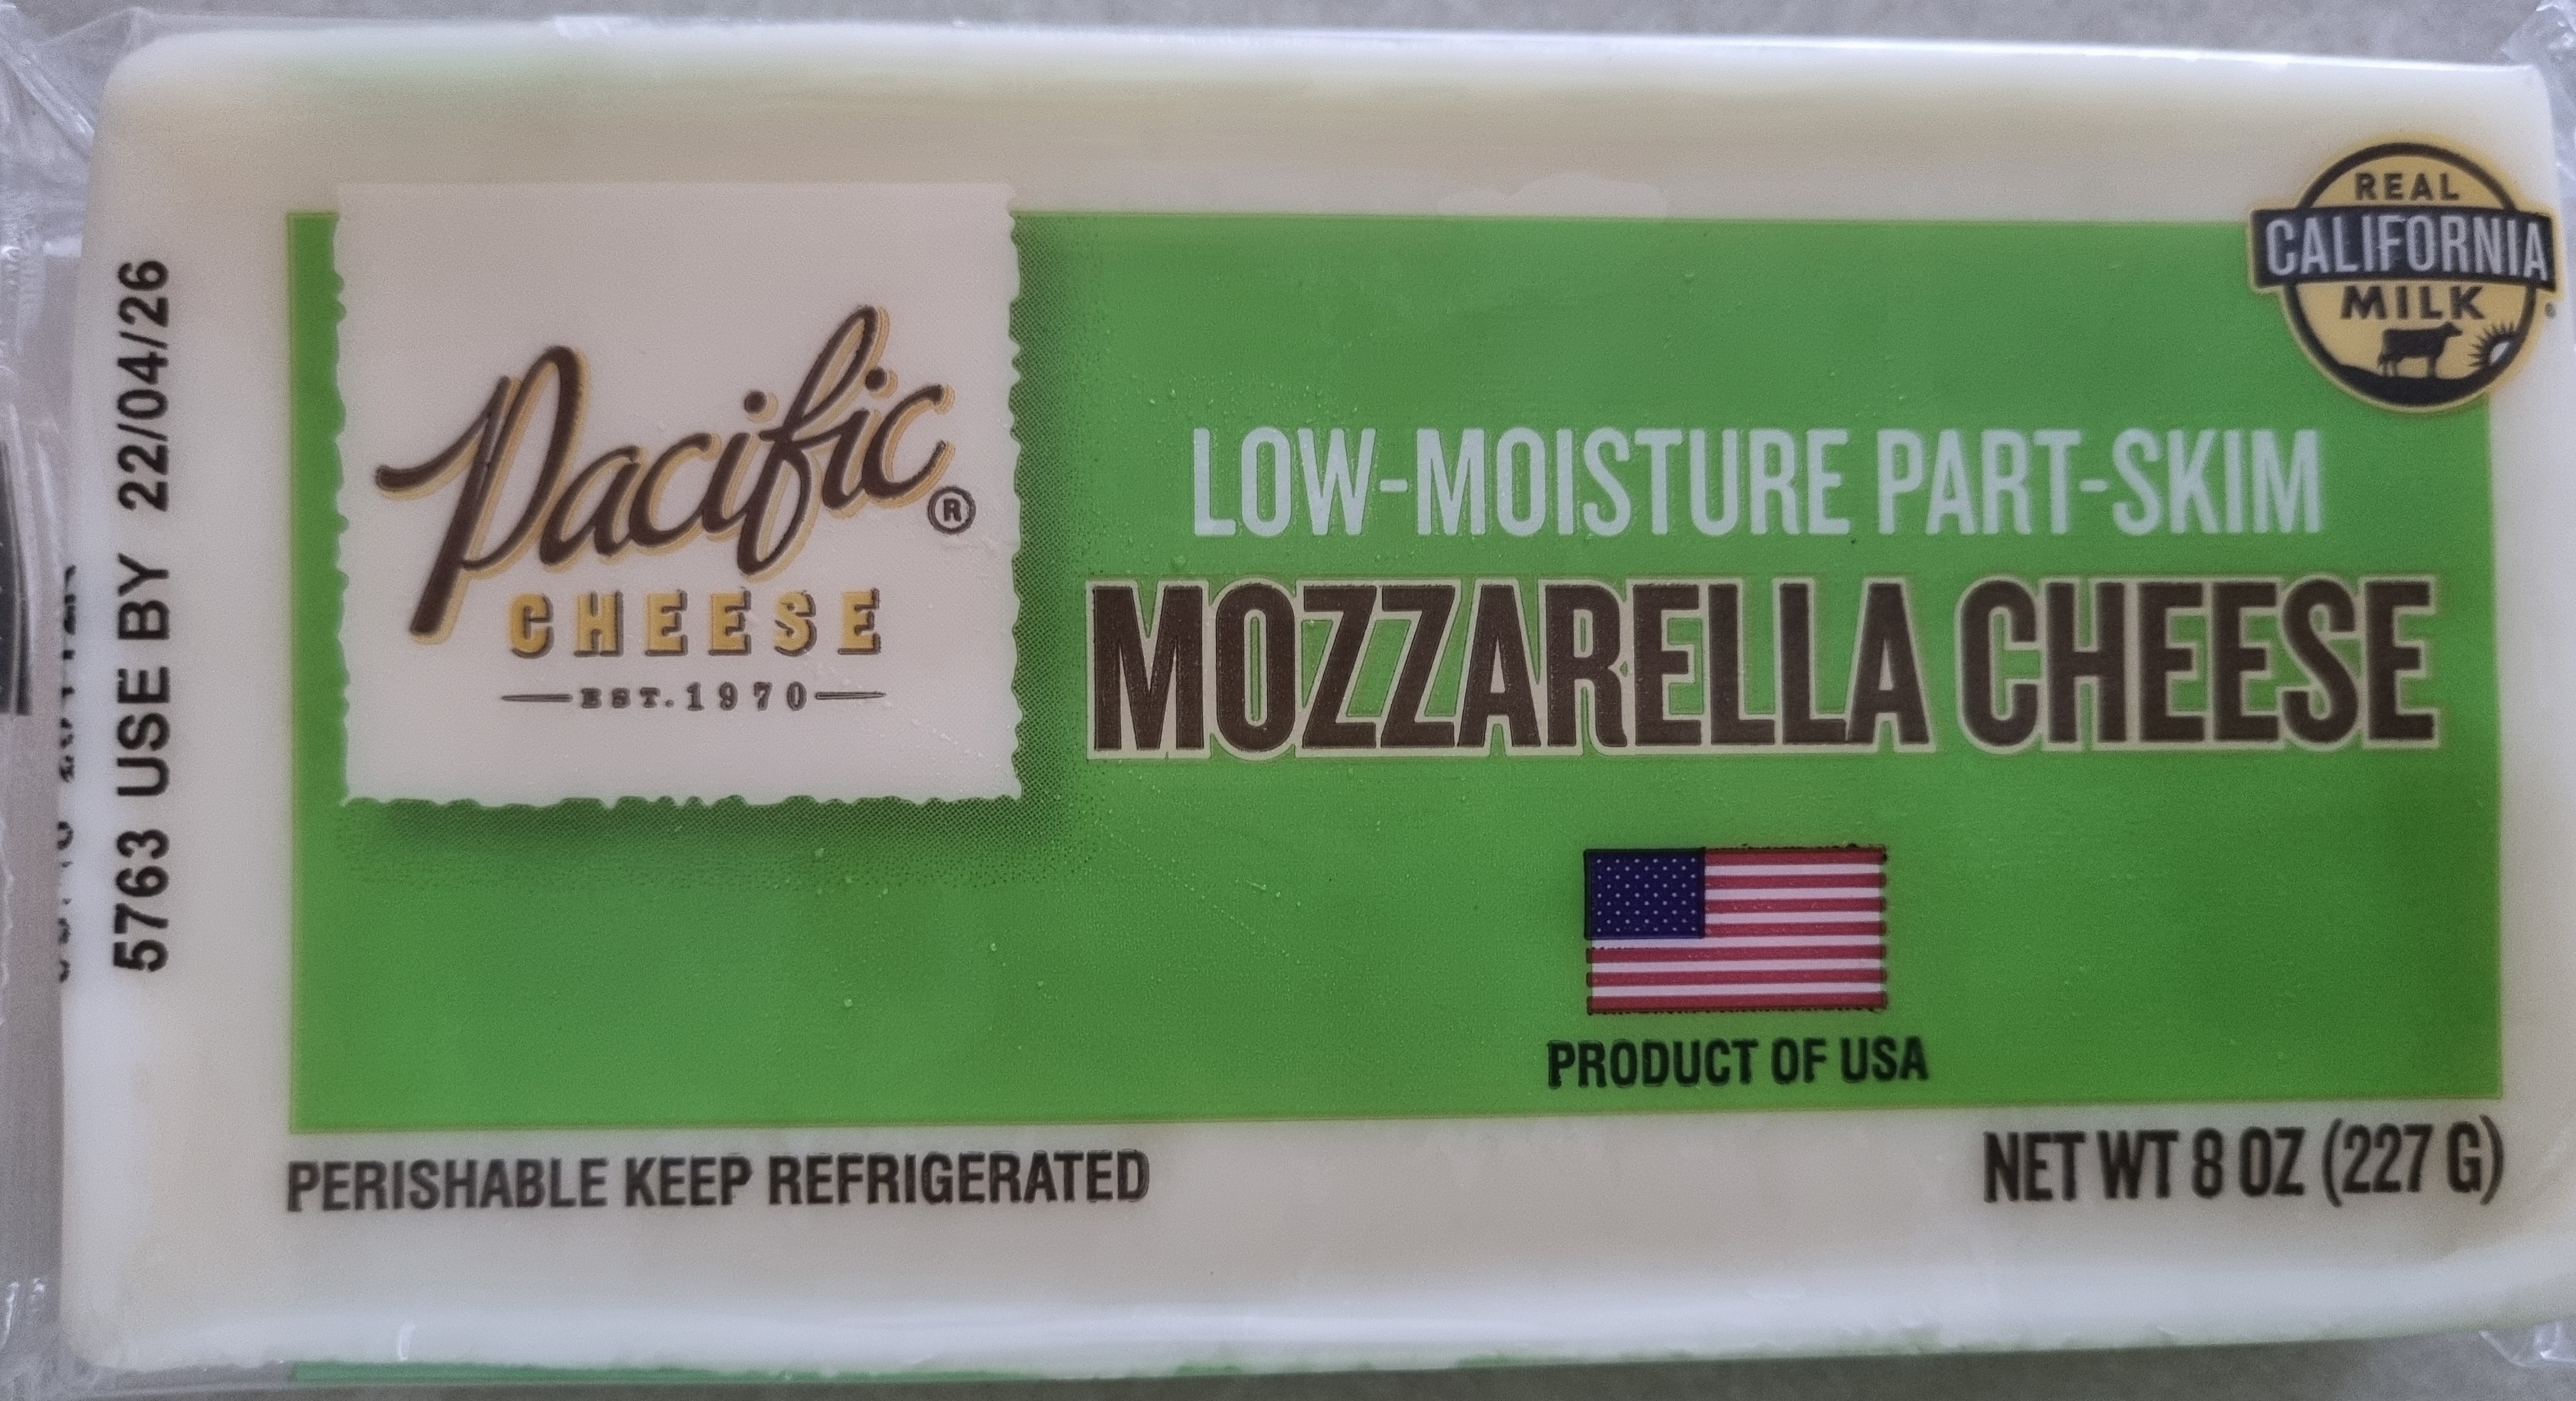 5763 USE BY 22/04/26
Pacific®
CHEESE
EST. 1970
REAL
CALIFORNIA
MILK
LOW-MOISTURE PART-SKIM
MOZZARELLA CHEESE
PRODUCT OF USA
PERISHABLE KEEP REFRIGERATED
NET WT 8 OZ (227 G)